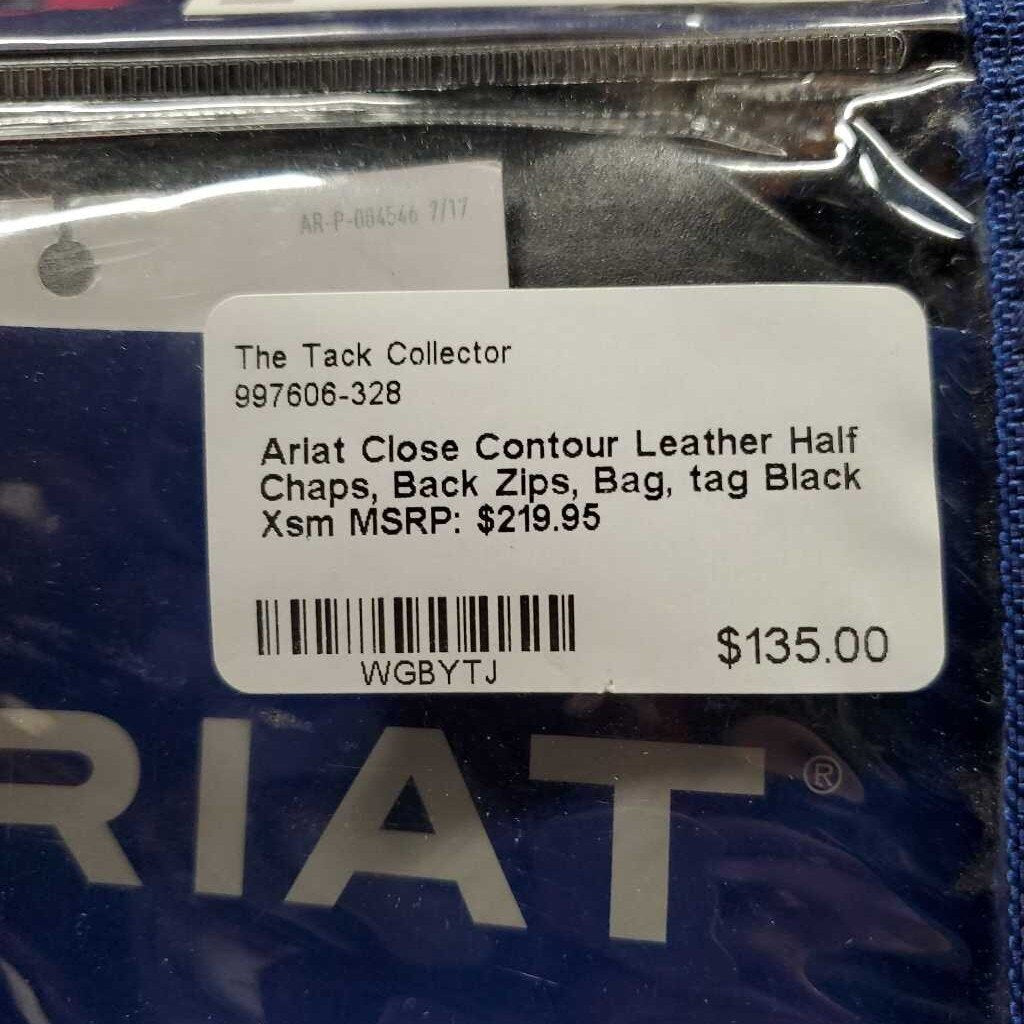 AR-P-004546 7/17
The Tack Collector
997606-328
Ariat Close Contour Leather Half
Chaps, Back Zips, Bag, tag Black
Xsm MSRP: $219.95
WGBYTJ
$135.00
RIAT®